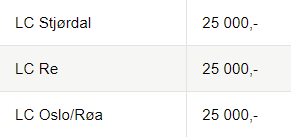 LC Stjørdal 25 000,-
LC Re 25 000,-
LC Oslo/Røa 25 000,-